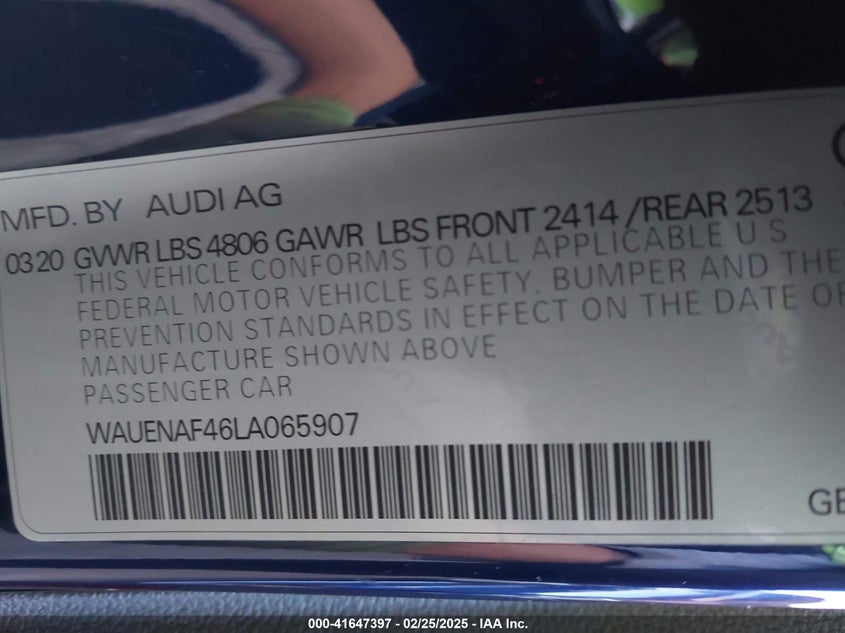 MFD. BY AUDI AG
0320 GVWR LBS 4806 GAWR LBS FRONT 2414 /REAR 2513
THIS VEHICLE CONFORMS TO ALL APPLICABLE U.S.
FEDERAL MOTOR VEHICLE SAFETY, BUMPER AND THE
PREVENTION STANDARDS IN EFFECT ON THE DATE OF
MANUFACTURE SHOWN ABOVE
PASSENGER CAR
WAUENAF46LA065907
GE
000-41647397 - 02/25/2025 - IAA Inc.